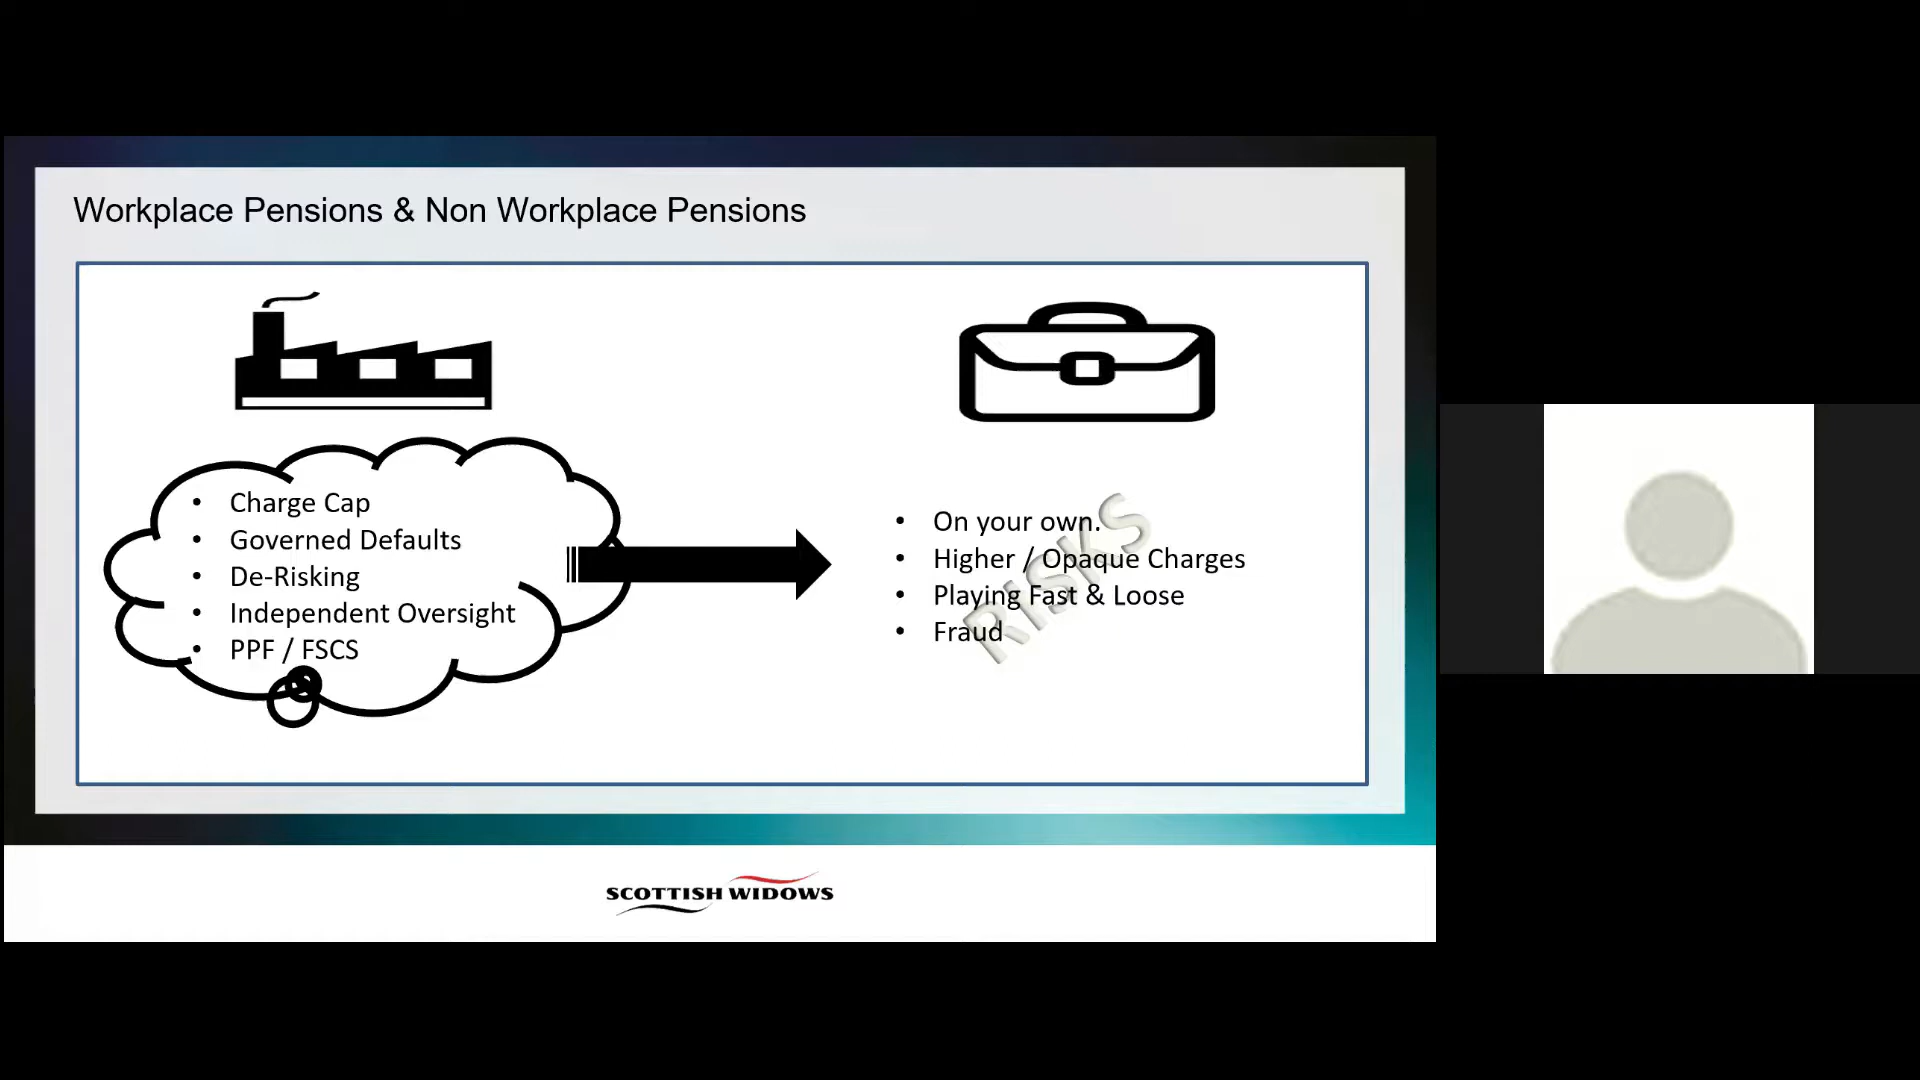 Workplace Pensions & Non Workplace Pensions
• Charge Cap
• Governed Defaults
• De-Risking
• Independent Oversight
• PPF / FSCS
• On your own.
• Higher / Opaque Charges
• Playing Fast & Loose
• Fraud
RISKS
SCOTTISH WIDOWS